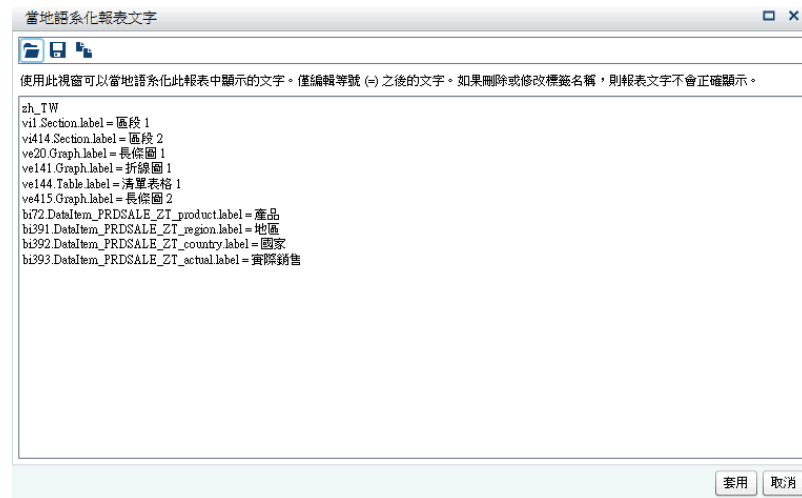 當地語系化報表文字
使用此視窗可以當地語系化此報表中顯示的文字。僅編輯等號 (=) 之後的文字。如果刪除或修改標籤名稱，則報表文字不會正確顯示。
zh_TW
vi1.Section.label = 區段 1
vi414.Section.label = 區段 2
ve20.Graph.label = 長條圖 1
ve141.Graph.label = 折線圖 1
ve144.Table.label = 清單表格 1
ve415.Graph.label = 長條圖 2
bi72.DataItem_PRDSALE_ZT_product.label = 產品
bi391.DataItem_PRDSALE_ZT_region.label = 地區
bi392.DataItem_PRDSALE_ZT_country.label = 國家
bi393.DataItem_PRDSALE_ZT_actual.label = 實際銷售
套用 取消